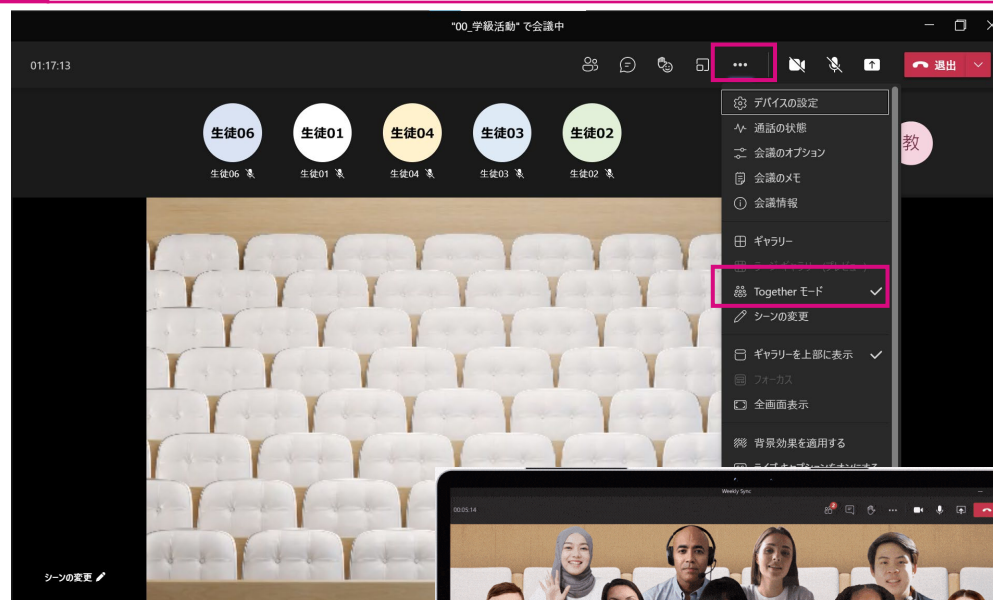 "00_学級活動" で会議中
01:17:13
退出
デバイスの設定
通話の状態
会議のオプション
会議のメモ
会議情報
ギャラリー
Together モード
シーンの変更
ギャラリーを上部に表示
フォーカス
全画面表示
背景効果を適用する
生徒06
生徒01
生徒04
生徒03
生徒02
教
生徒06
生徒01
生徒04
生徒03
生徒02
シーンの変更
Weekly Sync
00:05:14
2